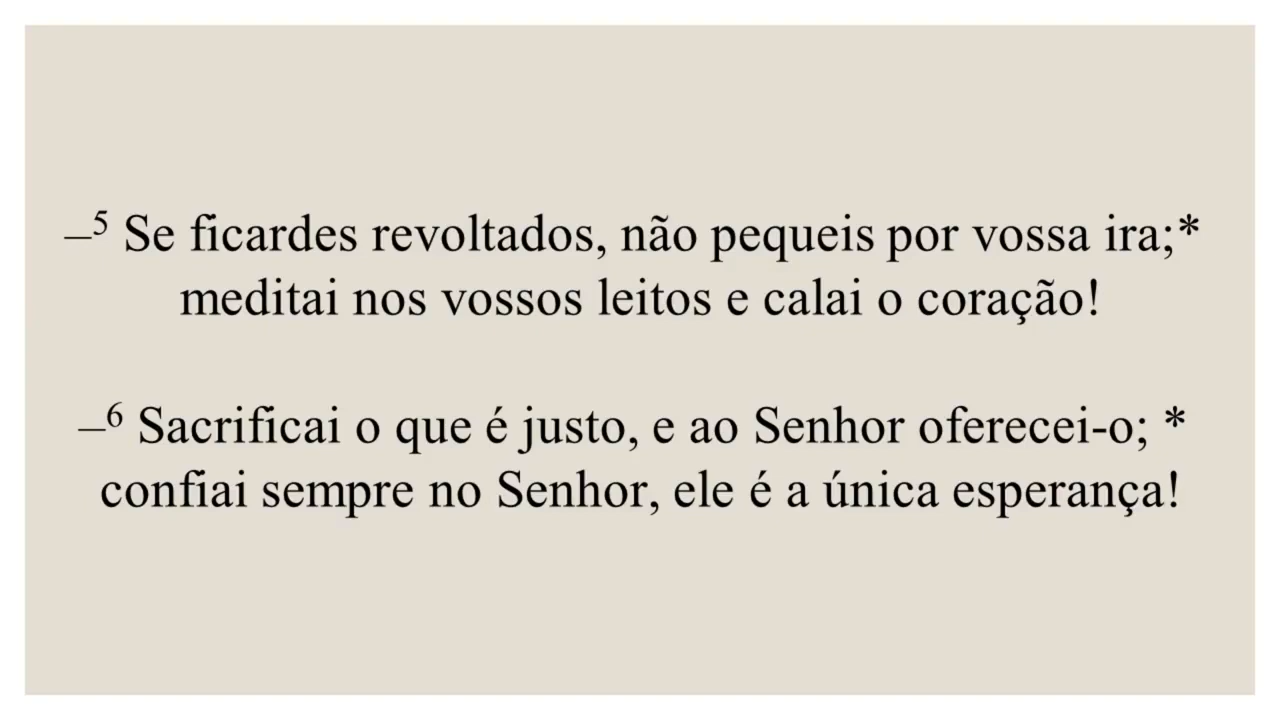 –⁵ Se ficardes revoltados, não pequeis por vossa ira;*
meditai nos vossos leitos e calai o coração!
–⁶ Sacrificai o que é justo, e ao Senhor oferecei-o; *
confiai sempre no Senhor, ele é a única esperança!